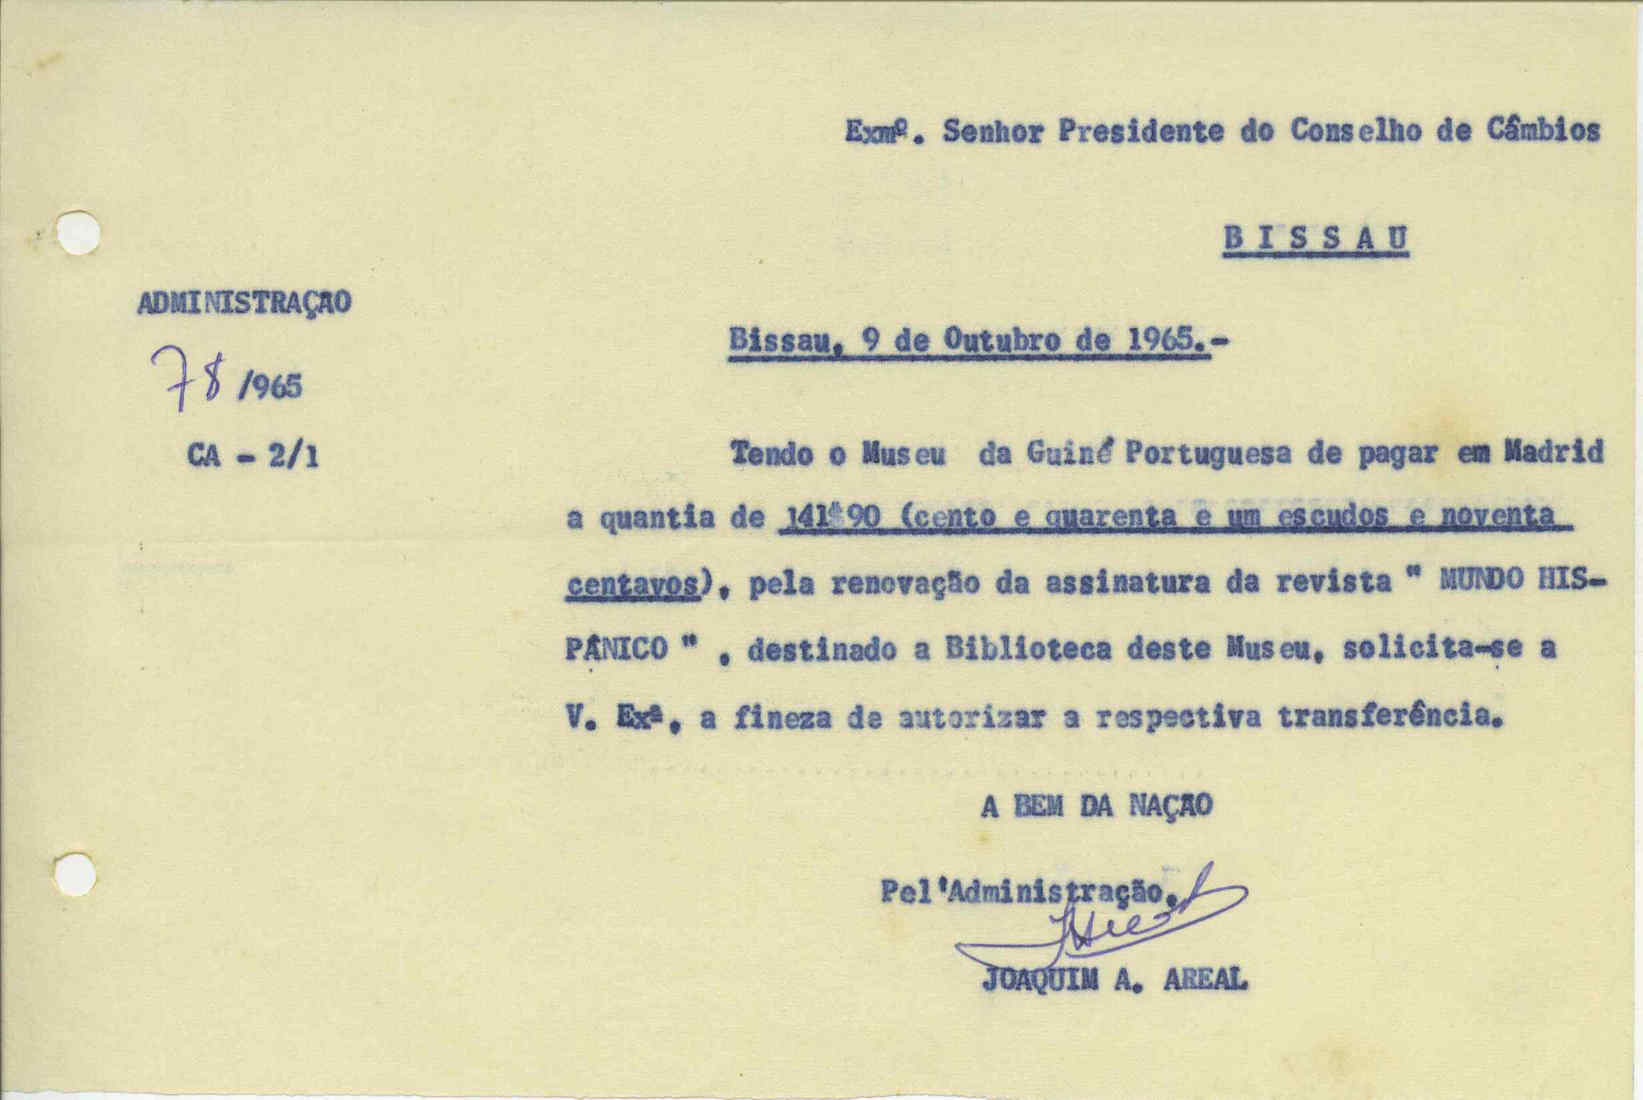 Exmº. Senhor Presidente do Conselho de Câmbios
BISSAU
ADMINISTRAÇÃO
78/965
CA - 2/1
Bissau, 9 de Outubro de 1965.-
Tendo o Museu da Guiné Portuguesa de pagar em Madrid
a quantia de 141$90 (cento e quarenta e um escudos e noventa
centavos), pela renovação da assinatura da revista " MUNDO HIS-
PÂNICO " , destinado a Biblioteca deste Museu, solicita-se a
V. Exª, a fineza de autorizar a respectiva transferência.
A BEM DA NAÇÃO
Pel'Administração,
JOAQUIM A. AREAL